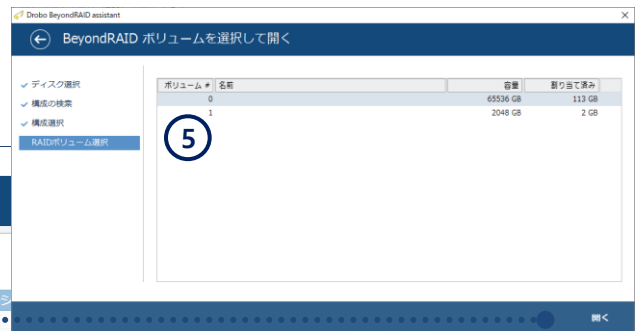 Drobo BeyondRAID assistant
BeyondRAID ボリュームを選択して開く
ディスク選択
構成の検索
構成選択
RAIDボリューム選択
ボリューム # 名前 容量 割り当て済み
0 65536 GB 113 GB
1 2048 GB 2 GB
5
シ
開く